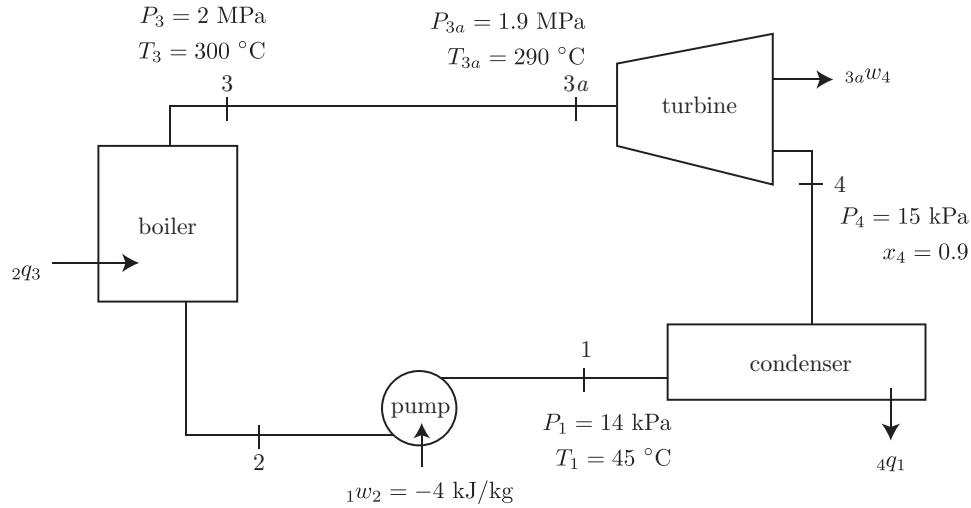 P₃ = 2 MPa
T₃ = 300 °C
P₃ₐ = 1.9 MPa
T₃ₐ = 290 °C
3
3a
turbine
₃ₐw₄
4
P₄ = 15 kPa
x₄ = 0.9
boiler
₂q₃
condenser
1
pump
P₁ = 14 kPa
T₁ = 45 °C
2
₁w₂ = −4 kJ/kg
₄q₁